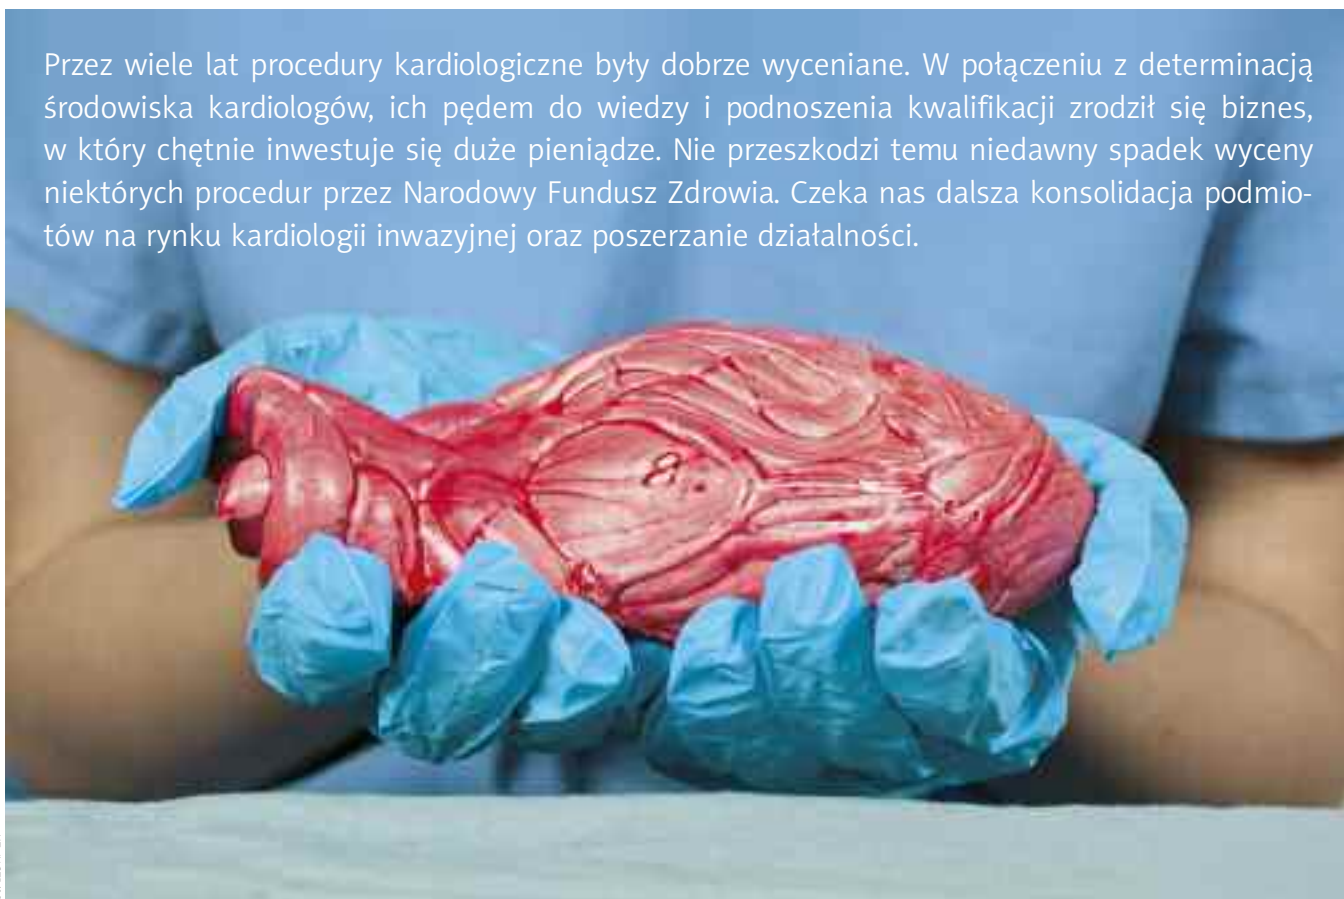 Przez wiele lat procedury kardiologiczne były dobrze wyceniane. W połączeniu z determinacją
środowiska kardiologów, ich pędem do wiedzy i podnoszenia kwalifikacji zrodził się biznes,
w który chętnie inwestuje się duże pieniądze. Nie przeszkodzi temu niedawny spadek wyceny
niektórych procedur przez Narodowy Fundusz Zdrowia. Czeka nas dalsza konsolidacja podmio-
tów na rynku kardiologii inwazyjnej oraz poszerzanie działalności.